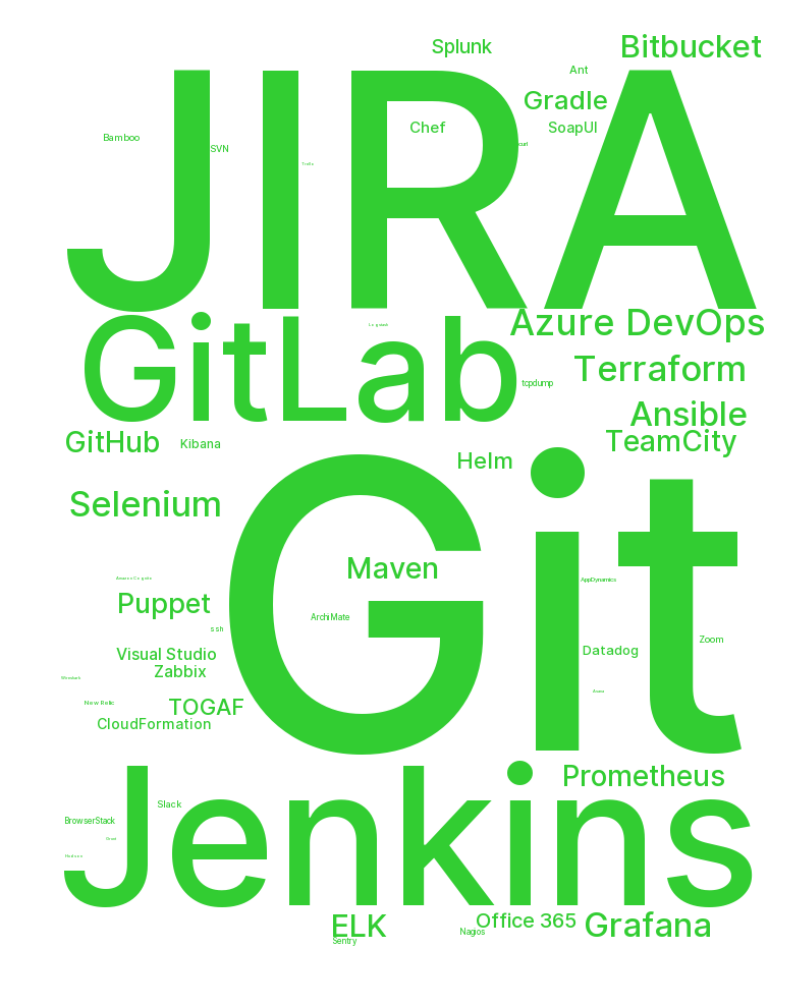 Splunk
Bitbucket
Ant
Gradle
JIRA
Chef
SoapUI
Bamboo
SVN
curl
GitLab
Azure DevOps
Logstash
Terraform
tcpdump
Ansible
GitHub
Kibana
TeamCity
Helm
Selenium
Git
Maven
AppDynamics
Puppet
ArchiMate
ssh
Zoom
Visual Studio
Datadog
Zabbix
New Relic
TOGAF
CloudFormation
Jenkins
Prometheus
Slack
BrowserStack
ELK
Office 365
Grafana
Nagios
Sentry